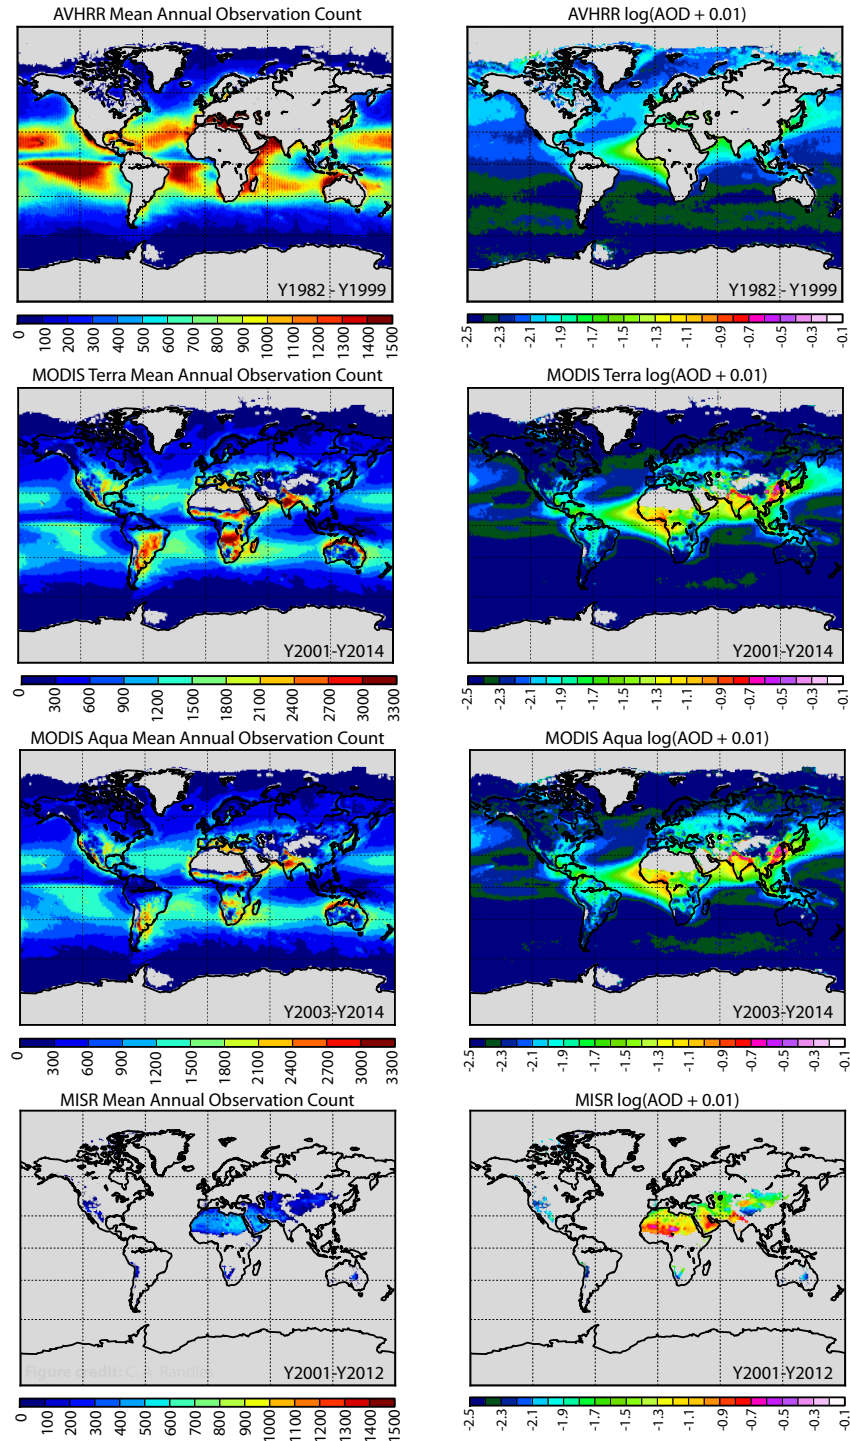 AVHRR Mean Annual Observation Count
AVHRR log(AOD + 0.01)
Y1982 - Y1999
Y1982 - Y1999
0 100 200 300 400 500 600 700 800 900 1000 1100 1200 1300 1400 1500
-2.5 -2.3 -2.1 -1.9 -1.7 -1.5 -1.3 -1.1 -0.9 -0.7 -0.5 -0.3 -0.1
MODIS Terra Mean Annual Observation Count
MODIS Terra log(AOD + 0.01)
Y2001-Y2014
Y2001-Y2014
0 300 600 900 1200 1500 1800 2100 2400 2700 3000 3300
-2.5 -2.3 -2.1 -1.9 -1.7 -1.5 -1.3 -1.1 -0.9 -0.7 -0.5 -0.3 -0.1
MODIS Aqua Mean Annual Observation Count
MODIS Aqua log(AOD + 0.01)
Y2003-Y2014
Y2003-Y2014
0 300 600 900 1200 1500 1800 2100 2400 2700 3000 3300
-2.5 -2.3 -2.1 -1.9 -1.7 -1.5 -1.3 -1.1 -0.9 -0.7 -0.5 -0.3 -0.1
MISR Mean Annual Observation Count
MISR log(AOD + 0.01)
Figure credit: C. A. Randles
Y2001-Y2012
Y2001-Y2012
0 100 200 300 400 500 600 700 800 900 1000 1100 1200 1300 1400 1500
-2.5 -2.3 -2.1 -1.9 -1.7 -1.5 -1.3 -1.1 -0.9 -0.7 -0.5 -0.3 -0.1